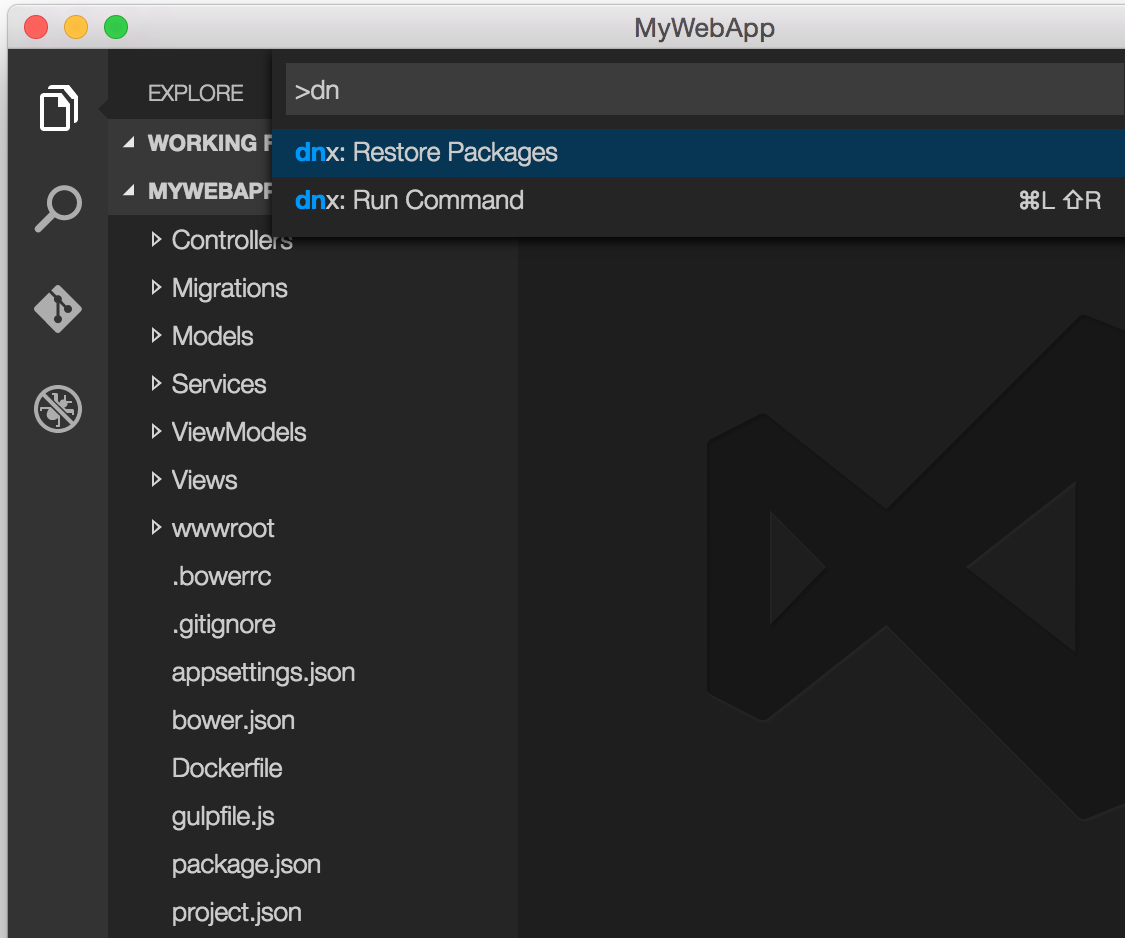 MyWebApp
EXPLORE
>dn
WORKING
dnx: Restore Packages
MYWEBAPP
dnx: Run Command ⌘L ⇧R
Controllers
Migrations
Models
Services
ViewModels
Views
wwwroot
.bowerrc
.gitignore
appsettings.json
bower.json
Dockerfile
gulpfile.js
package.json
project.json